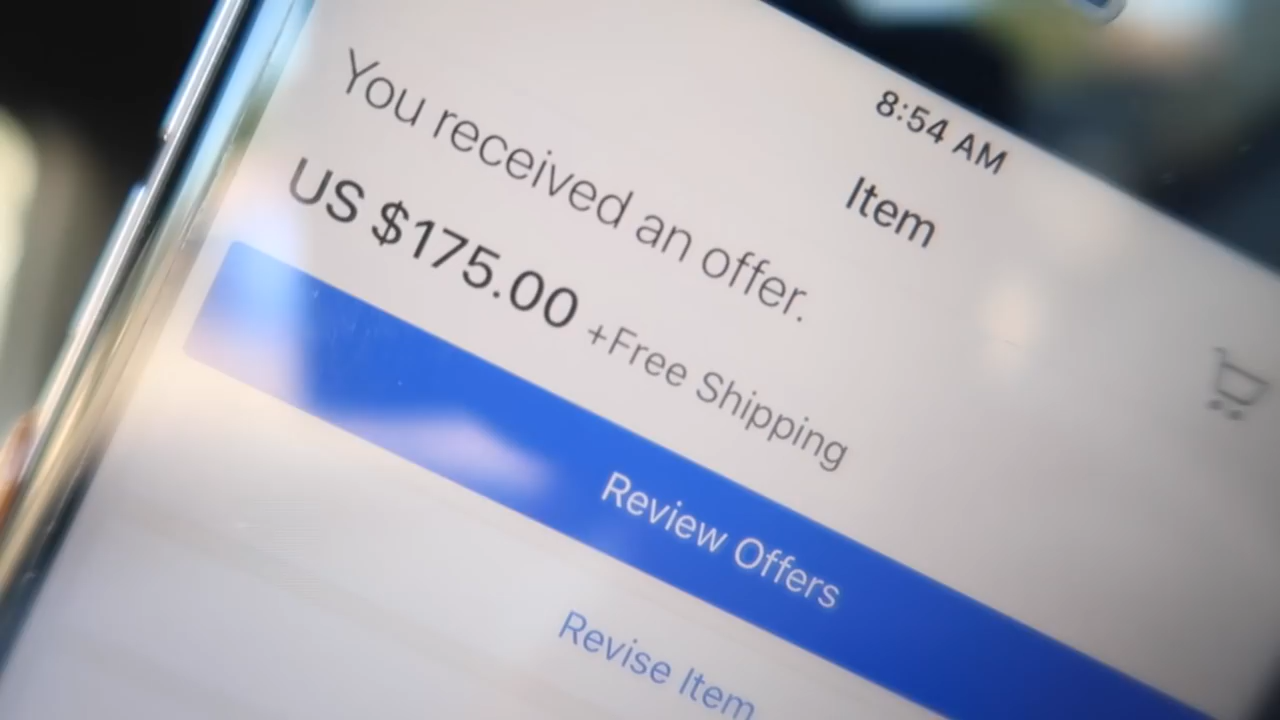 8:54 AM
Item
You received an offer.
US $175.00 +Free Shipping
Review Offers
Revise Item